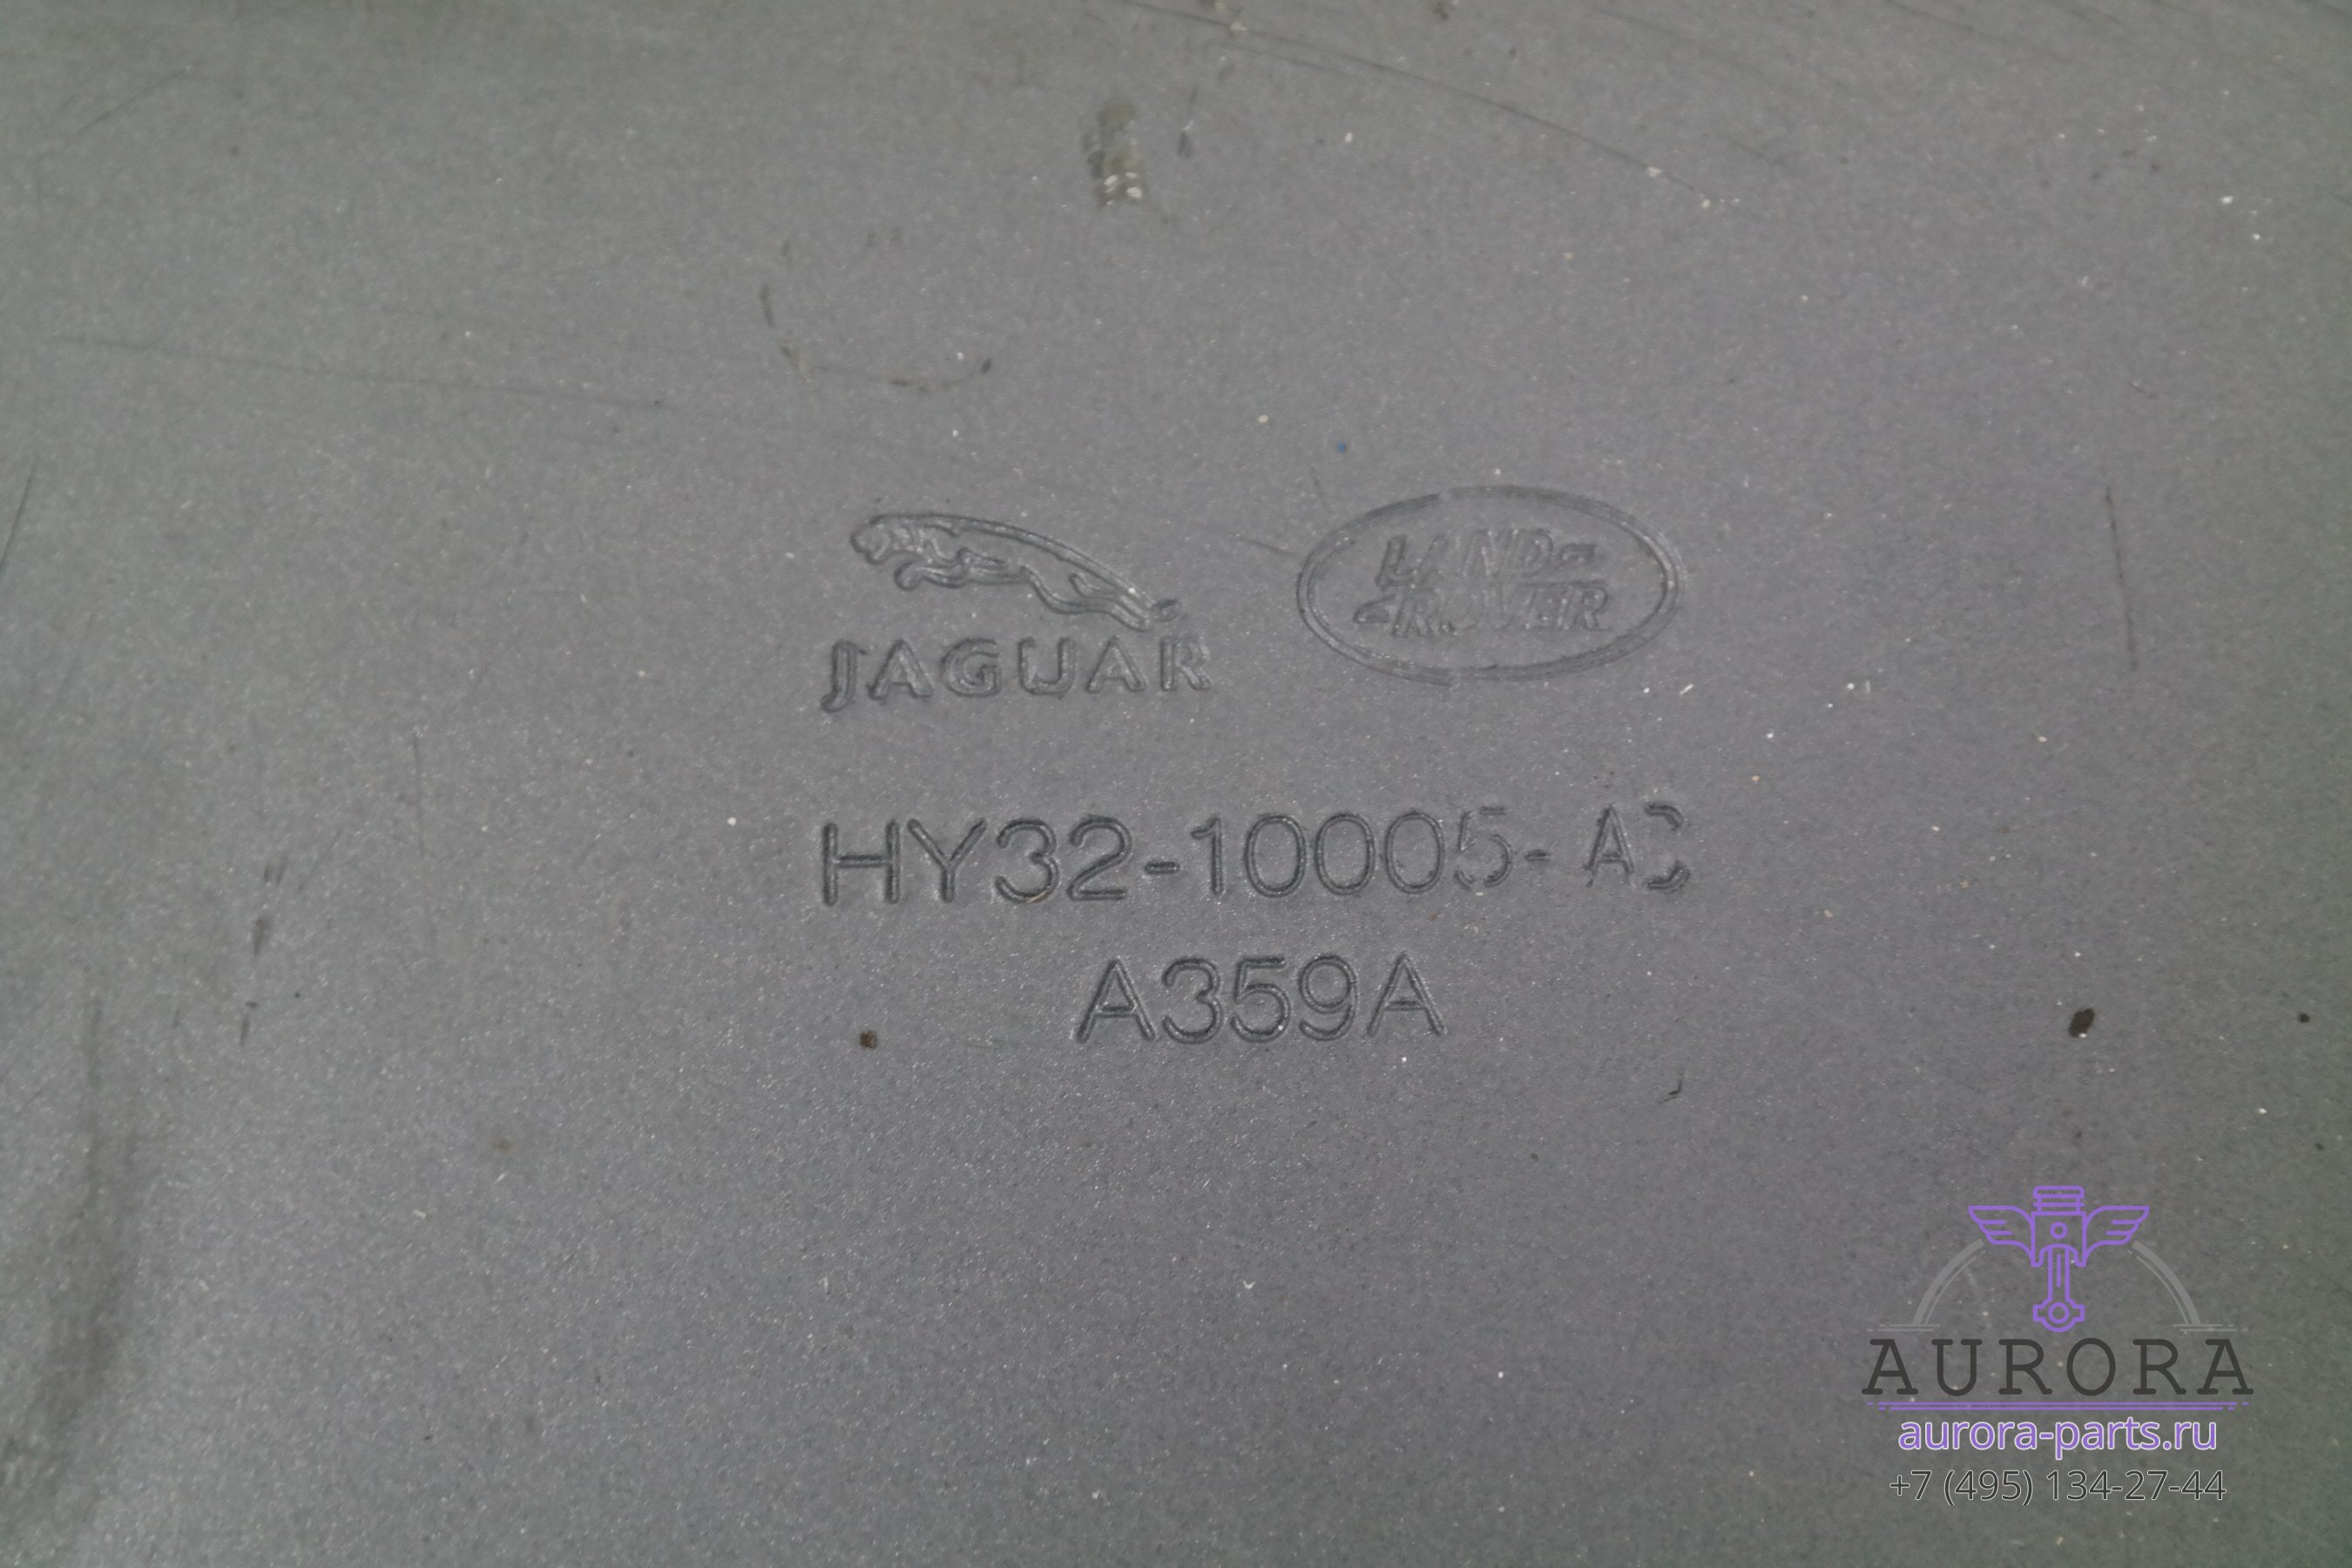 JAGUAR
LAND
ROVER
HY32-10005-
A359A
AURORA
aurora-parts.ru
+7 (495) 134-27-44